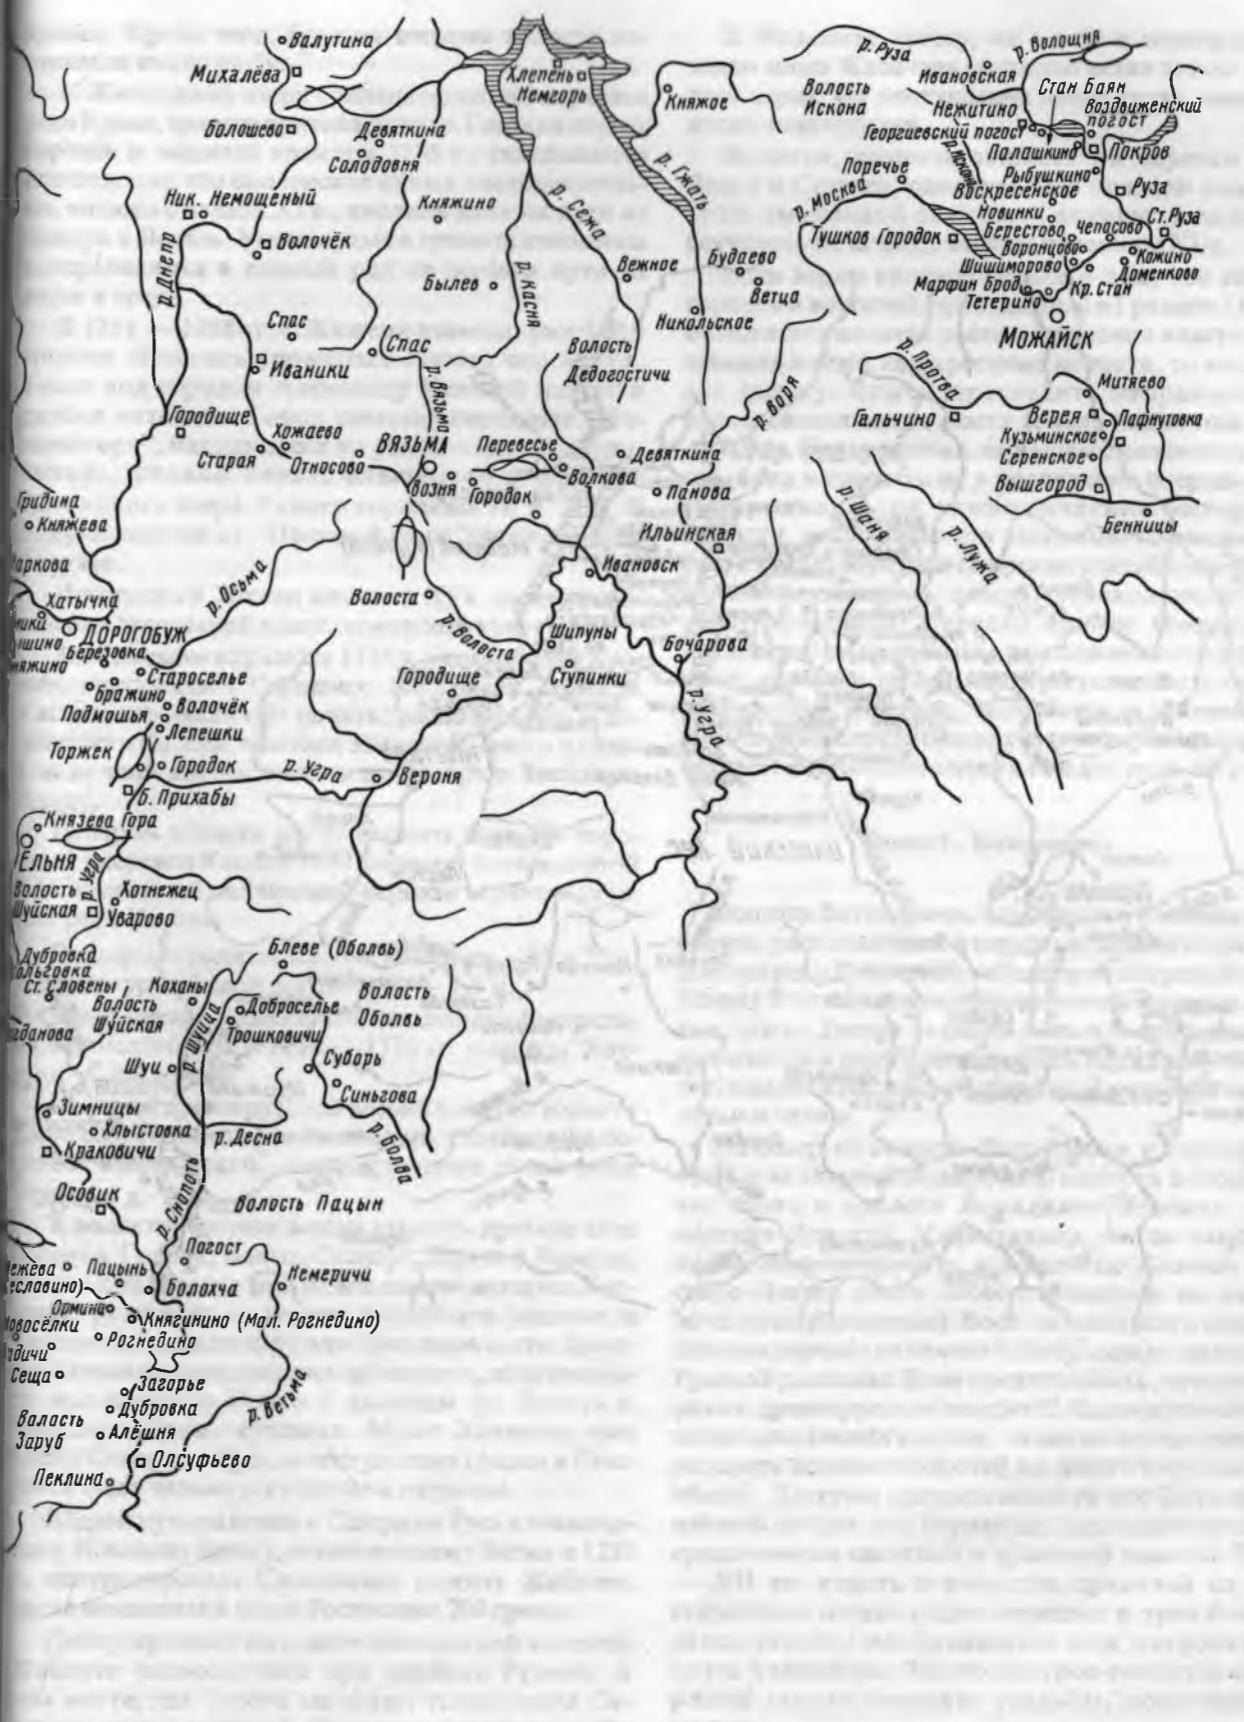 Валутина
Михалёва
Болошево
Девяткина
Солодовня
Хлепень
Немгорь
Княжое
р. Руза
р. Волощня
Ивановская
Волость
Искона
Нежитино
Стан Баян
Воздвиженский
погост
Георгиевский погост
Палашкино
Покров
р. Искона
Рыбушкино
Поречье
Воскресенское
Руза
р. Москва
Новинки
Ст. Руза
Тушков Городок
Берестово
Чепасово
Воронцово
Кожино
Шишиморово
Доменково
Марфин Брод
Кр. Стан
Тетерино
МОЖАЙСК
Ник. Немощеный
Волочёк
р. Днепр
Княжино
р. Сежа
р. Гжать
Былев
р. Касня
Вежное
Будаево
Ветца
Никольское
Спас
Иваники
Спас
р. Вязьма
Волость
Дедогостичи
р. Воря
р. Протва
Митяево
Гальчино
Верея
Пафнутовка
Кузьминское
Серенское
Вышгород
Бенницы
Городище
Старая
Хожаево
Относово
ВЯЗЬМА
Возня
Перевесье
Городок
Волкова
Девяткина
Панова
Ильинская
р. Шаня
р. Лужа
Гридина
Княжева
Маркова
Хатычка
ДОРОГОБУЖ
р. Осьма
Волоста
р. Волоста
Ивановск
Шипуны
Ступинки
Бочарова
Березовка
Староселье
Бражино
Волочёк
Подмошья
Лепешки
Торжек
Городок
Б. Прихабы
р. Угра
Вероня
Городище
р. Угра
Князева Гора
ЕЛЬНЯ
р. Угра
Волость
Шуйская
Хотнежец
Уварово
Дубровка
Ст. Словены
Коханы
Волость
Шуйская
Блеве (Оболвь)
Волость
Оболвь
р. Шуица
Доброселье
Трошковичи
Шуи
Суборь
Синьгова
Зимницы
Хлыстовка
р. Десна
р. Болва
Краковичи
Осовик
р. Снопоть
Волость Пацын
Погост
Пацынь
Болохча
Немеричи
Ормино
Княгинино (Мал. Рогнедино)
Новосёлки
Рогнедино
Сеща
Загорье
Дубровка
р. Ветьма
Волость
Заруб
Алёшня
Олсуфьево
Пеклина